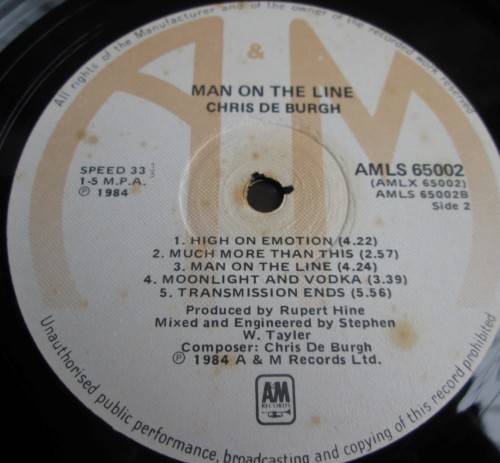 All rights of the Manufacturer and of the owner of the recorded work reserved
A & M
MAN ON THE LINE
CHRIS DE BURGH
SPEED 33⅓
1-5 M.P.A.
℗ 1984
AMLS 65002
(AMLX 65002)
AMLS 65002B
Side 2
1. HIGH ON EMOTION (4.22)
2. MUCH MORE THAN THIS (2.57)
3. MAN ON THE LINE (4.24)
4. MOONLIGHT AND VODKA (3.39)
5. TRANSMISSION ENDS (5.56)
Produced by Rupert Hine
Mixed and Engineered by Stephen
W. Tayler
Composer: Chris De Burgh
℗ 1984 A & M Records Ltd.
A&M
RECORDS
Unauthorised public performance, broadcasting and copying of this record prohibited